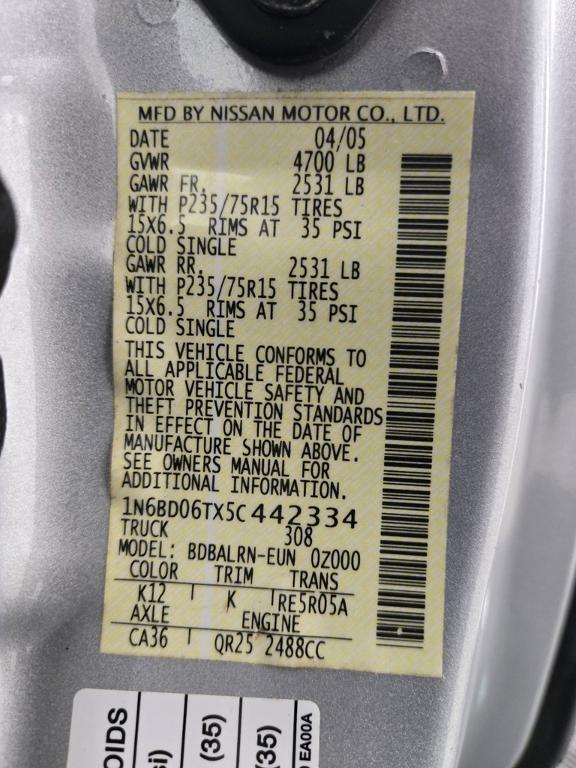 MFD BY NISSAN MOTOR CO., LTD.
DATE 04/05
GVWR 4700 LB
GAWR FR. 2531 LB
WITH P235/75R15 TIRES
15X6.5 RIMS AT 35 PSI
COLD SINGLE
GAWR RR. 2531 LB
WITH P235/75R15 TIRES
15X6.5 RIMS AT 35 PSI
COLD SINGLE
THIS VEHICLE CONFORMS TO
ALL APPLICABLE FEDERAL
MOTOR VEHICLE SAFETY AND
THEFT PREVENTION STANDARDS
IN EFFECT ON THE DATE OF
MANUFACTURE SHOWN ABOVE.
SEE OWNERS MANUAL FOR
ADDITIONAL INFORMATION.
1N6BD06TX5C442334
TRUCK 308
MODEL: BDBALRN-EUN 0Z000
COLOR TRIM TRANS
K12 K RE5R05A
AXLE ENGINE
CA36 QR25 2488CC
(35)
(35)
EA00A